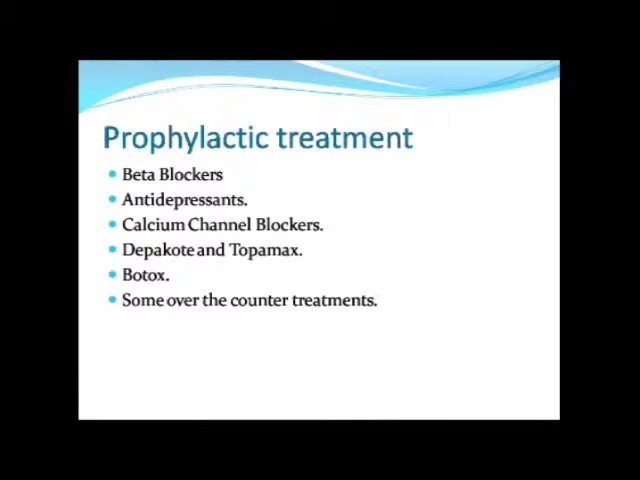 Prophylactic treatment
• Beta Blockers
• Antidepressants.
• Calcium Channel Blockers.
• Depakote and Topamax.
• Botox.
• Some over the counter treatments.